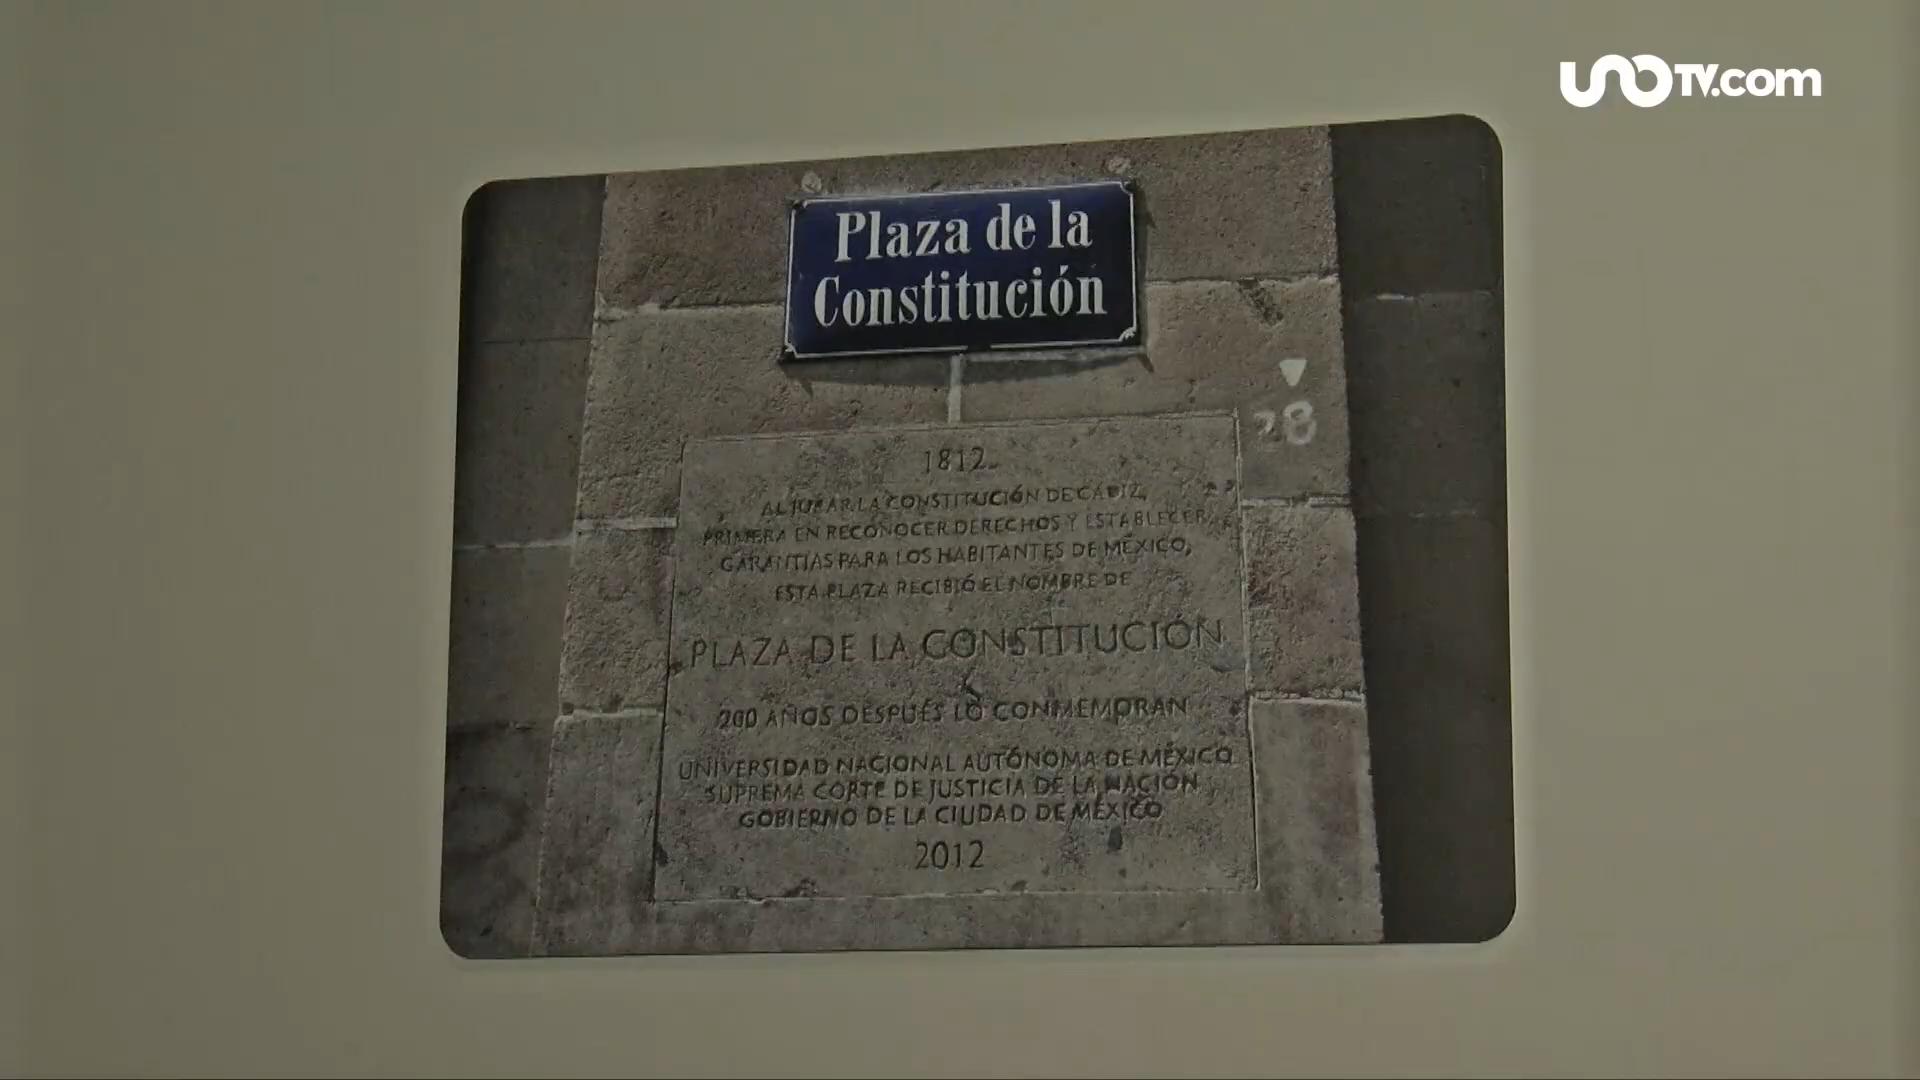 UNOTV.com
Plaza de la
Constitución
28
1812
AL JURAR LA CONSTITUCIÓN DE CÁDIZ,
PRIMERA EN RECONOCER DERECHOS Y ESTABLECER
GARANTÍAS PARA LOS HABITANTES DE MÉXICO,
ESTA PLAZA RECIBIÓ EL NOMBRE DE
PLAZA DE LA CONSTITUCIÓN
200 AÑOS DESPUÉS LO CONMEMORAN
UNIVERSIDAD NACIONAL AUTÓNOMA DE MÉXICO
SUPREMA CORTE DE JUSTICIA DE LA NACIÓN
GOBIERNO DE LA CIUDAD DE MÉXICO
2012